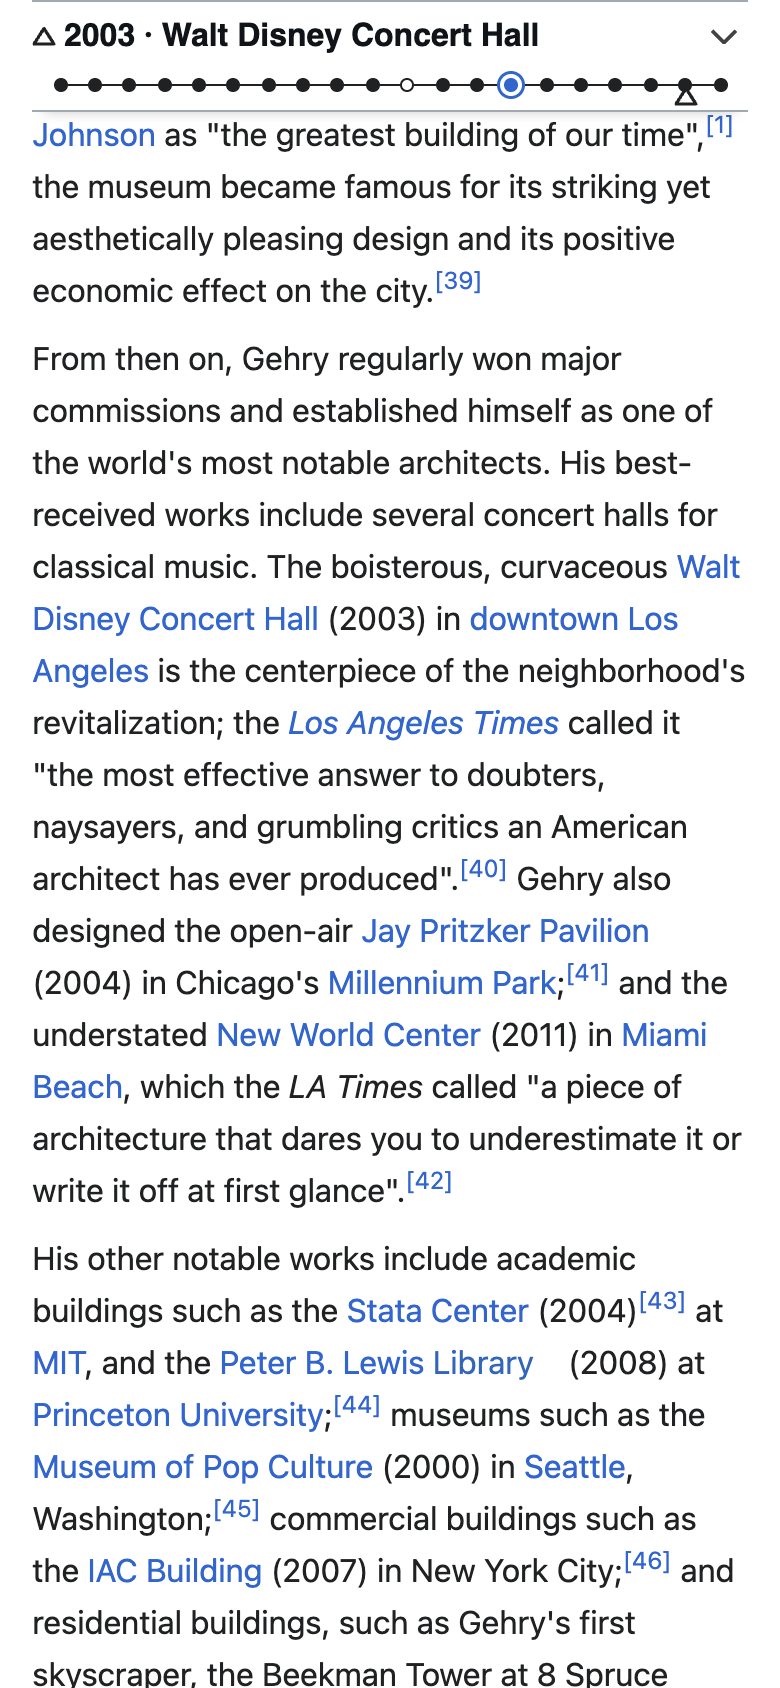 △ 2003 · Walt Disney Concert Hall
Johnson as "the greatest building of our time",[1]
the museum became famous for its striking yet
aesthetically pleasing design and its positive
economic effect on the city.[39]
From then on, Gehry regularly won major
commissions and established himself as one of
the world's most notable architects. His best-
received works include several concert halls for
classical music. The boisterous, curvaceous Walt
Disney Concert Hall (2003) in downtown Los
Angeles is the centerpiece of the neighborhood's
revitalization; the Los Angeles Times called it
"the most effective answer to doubters,
naysayers, and grumbling critics an American
architect has ever produced".[40] Gehry also
designed the open-air Jay Pritzker Pavilion
(2004) in Chicago's Millennium Park;[41] and the
understated New World Center (2011) in Miami
Beach, which the LA Times called "a piece of
architecture that dares you to underestimate it or
write it off at first glance".[42]
His other notable works include academic
buildings such as the Stata Center (2004)[43] at
MIT, and the Peter B. Lewis Library (2008) at
Princeton University;[44] museums such as the
Museum of Pop Culture (2000) in Seattle,
Washington;[45] commercial buildings such as
the IAC Building (2007) in New York City;[46] and
residential buildings, such as Gehry's first
skyscraper, the Beekman Tower at 8 Spruce